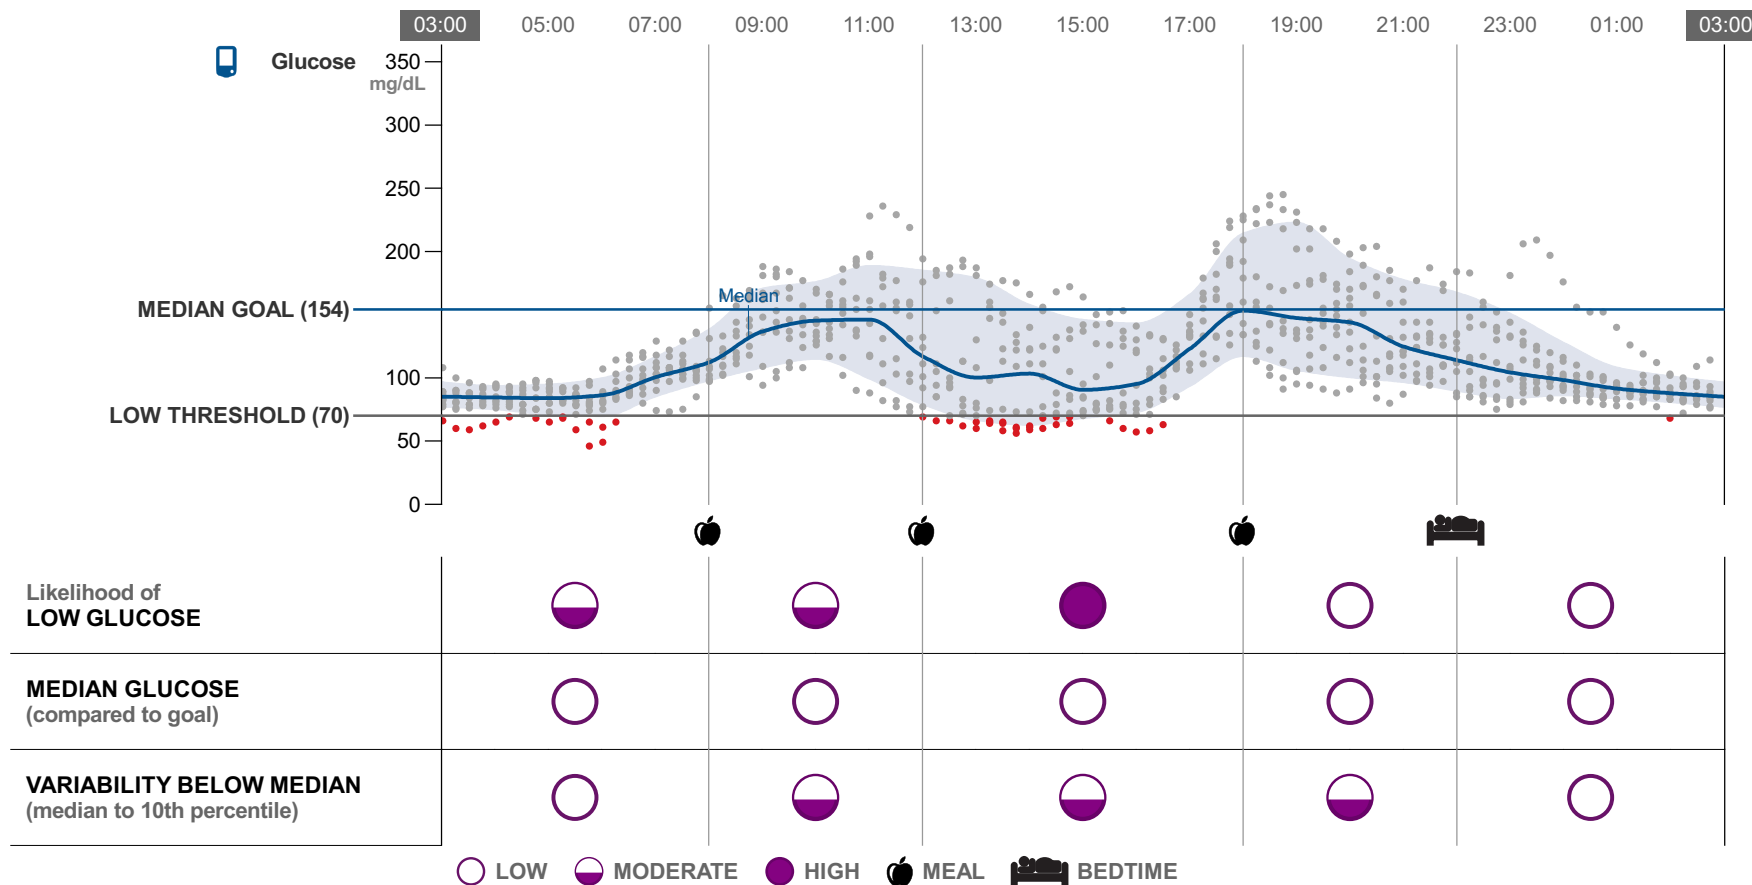 03:00 05:00 07:00 09:00 11:00 13:00 15:00 17:00 19:00 21:00 23:00 01:00 03:00
Glucose 350
mg/dL
300
250
200
Median
MEDIAN GOAL (154)
100
LOW THRESHOLD (70)
50
0
Likelihood of
LOW GLUCOSE
MEDIAN GLUCOSE
(compared to goal)
VARIABILITY BELOW MEDIAN
(median to 10th percentile)
LOW MODERATE HIGH MEAL BEDTIME